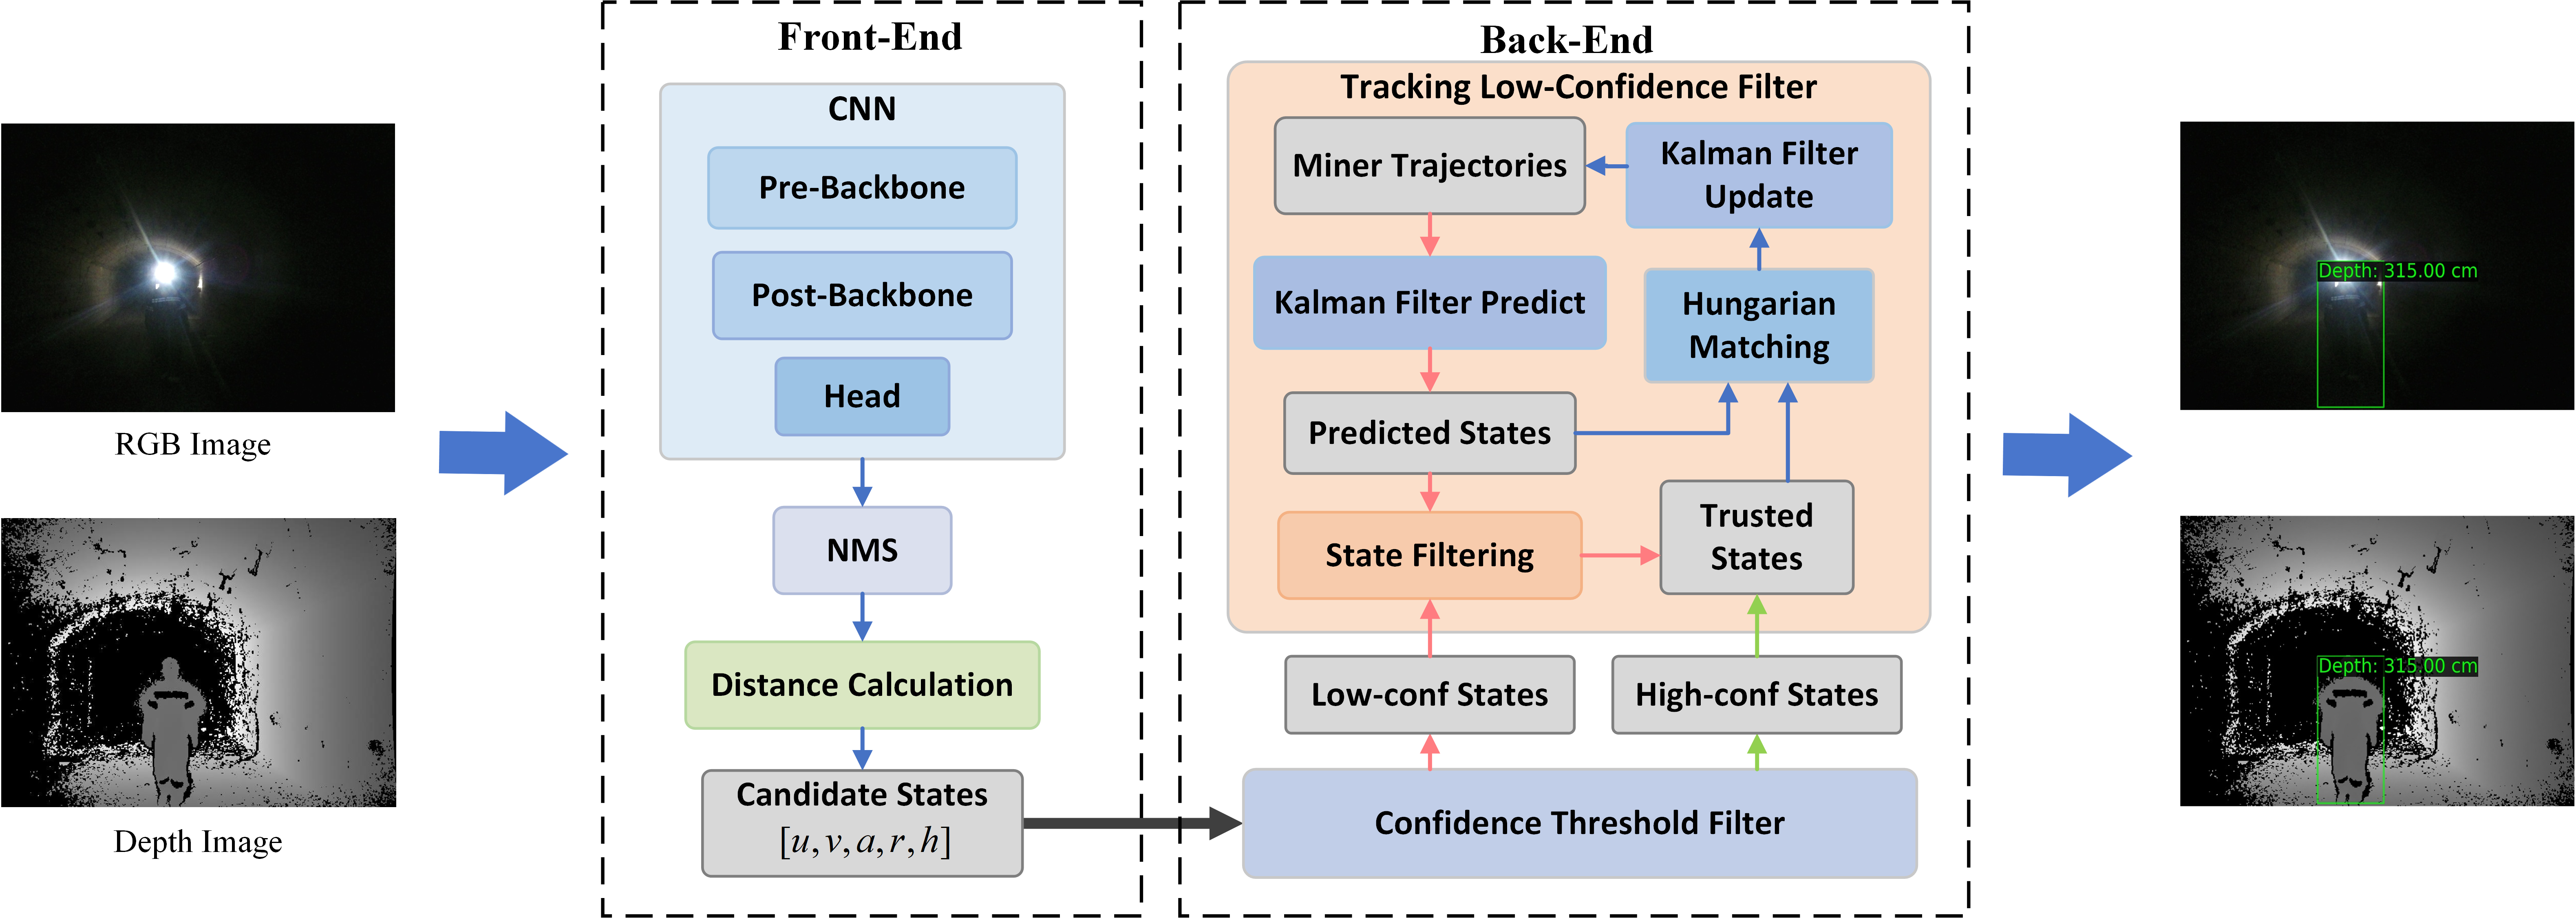 RGB Image
Depth Image
Front-End
CNN
Pre-Backbone
Post-Backbone
Head
NMS
Distance Calculation
Candidate States
[u, v, a, r, h]
Back-End
Tracking Low-Confidence Filter
Miner Trajectories
Kalman Filter
Update
Kalman Filter Predict
Hungarian
Matching
Predicted States
State Filtering
Trusted
States
Low-conf States
High-conf States
Confidence Threshold Filter
Depth: 315.00 cm
Depth: 315.00 cm